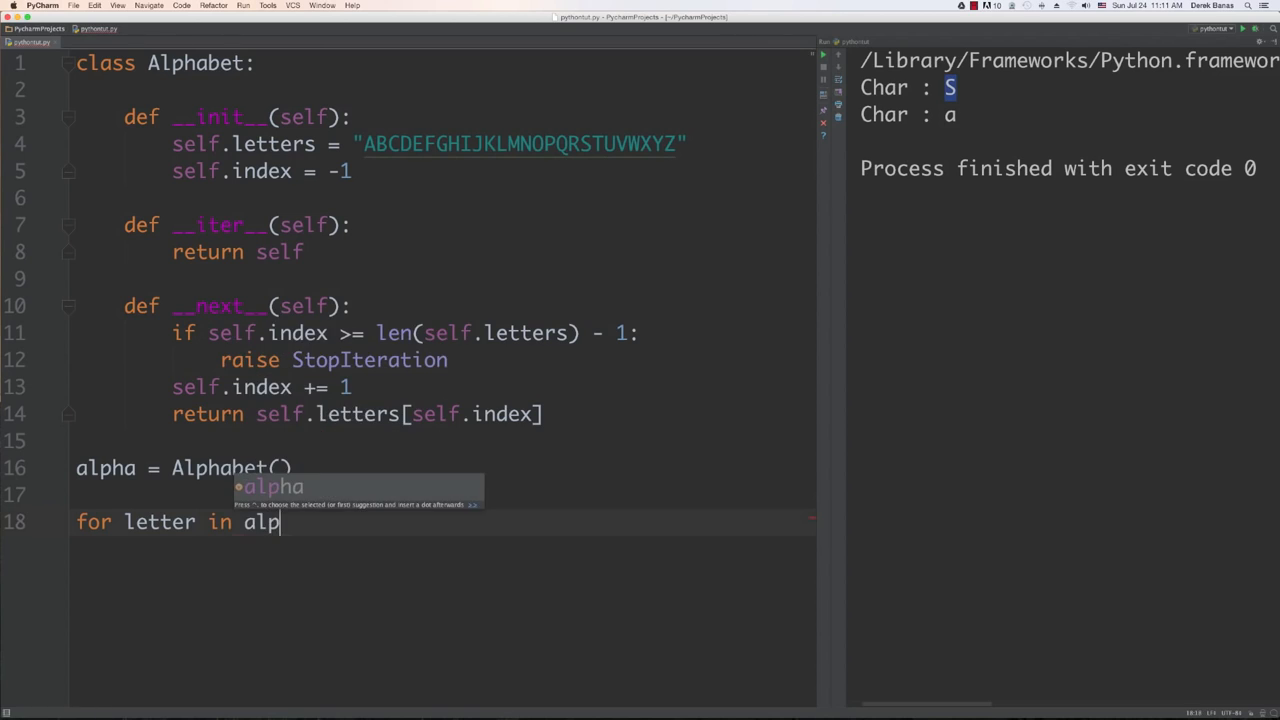 PyCharm File Edit View Navigate Code Refactor Run Tools VCS Window Help 10 Sun Jul 24 11:11 AM Derek Banas
pythontut.py - PycharmProjects - [~/PycharmProjects]
PycharmProjects pythontut.py pythontut
pythontut.py
Run: pythontut
1 class Alphabet:
2
3 def __init__(self):
4 self.letters = "ABCDEFGHIJKLMNOPQRSTUVWXYZ"
5 self.index = -1
6
7 def __iter__(self):
8 return self
9
10 def __next__(self):
11 if self.index >= len(self.letters) - 1:
12 raise StopIteration
13 self.index += 1
14 return self.letters[self.index]
15
16 alpha = Alphabet()
17
18 for letter in alp
alpha
Press ^. to choose the selected (or first) suggestion and insert a dot afterwards >>
/Library/Frameworks/Python.framewor
Char : S
Char : a
Process finished with exit code 0
18:18 LF÷ UTF-8÷